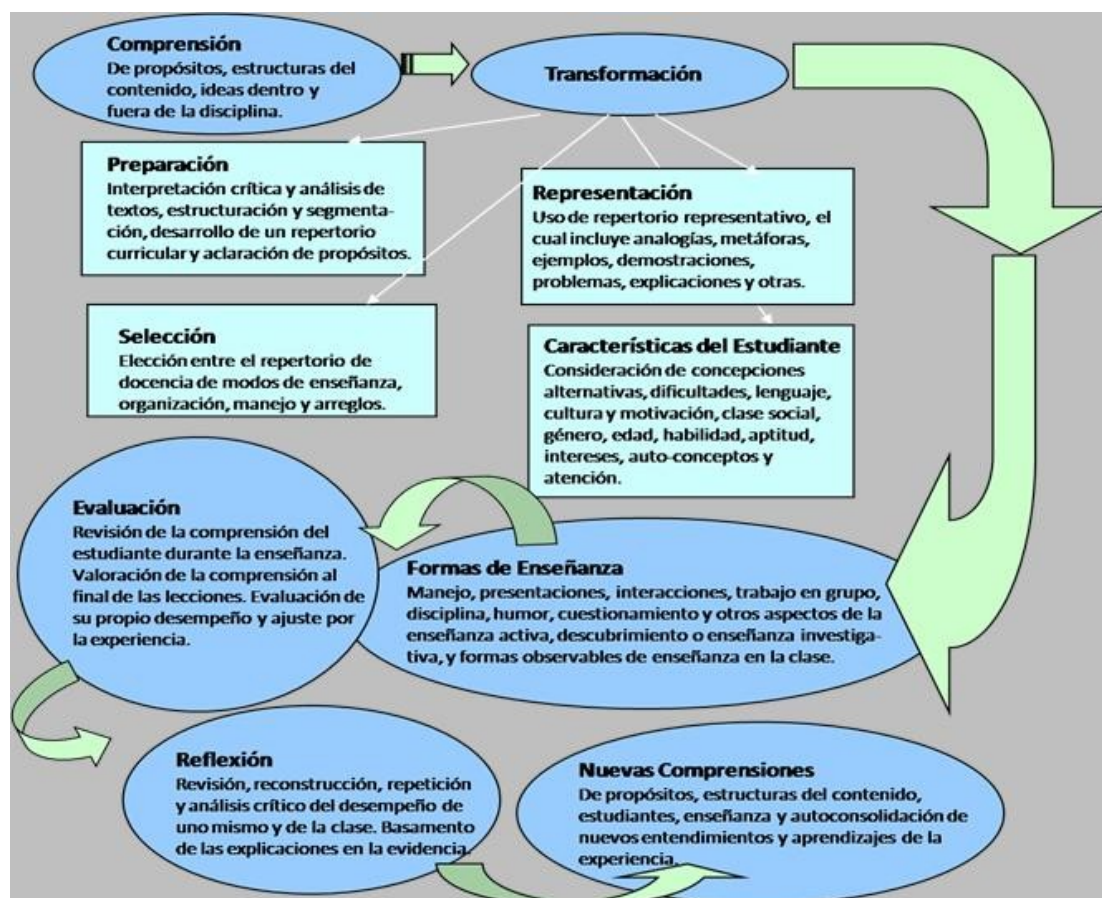 Comprensión
De propósitos, estructuras del
contenido, ideas dentro y
fuera de la disciplina.
Transformación
Preparación
Interpretación crítica y análisis de
textos, estructuración y segmenta-
ción, desarrollo de un repertorio
curricular y aclaración de propósitos.
Representación
Uso de repertorio representativo, el
cual incluye analogías, metáforas,
ejemplos, demostraciones,
problemas, explicaciones y otras.
Selección
Elección entre el repertorio de
docencia de modos de enseñanza,
organización, manejo y arreglos.
Características del Estudiante
Consideración de concepciones
alternativas, dificultades, lenguaje,
cultura y motivación, clase social,
género, edad, habilidad, aptitud,
intereses, auto-conceptos y
atención.
Evaluación
Revisión de la comprensión del
estudiante durante la enseñanza.
Valoración de la comprensión al
final de las lecciones. Evaluación de
su propio desempeño y ajuste por
la experiencia.
Formas de Enseñanza
Manejo, presentaciones, interacciones, trabajo en grupo,
disciplina, humor, cuestionamiento y otros aspectos de la
enseñanza activa, descubrimiento o enseñanza investiga-
tiva, y formas observables de enseñanza en la clase.
Reflexión
Revisión, reconstrucción, repetición
y análisis crítico del desempeño de
uno mismo y de la clase. Basamento
de las explicaciones en la evidencia.
Nuevas Comprensiones
De propósitos, estructuras del contenido,
estudiantes, enseñanza y autoconsolidación de
nuevos entendimientos y aprendizajes de la
experiencia.